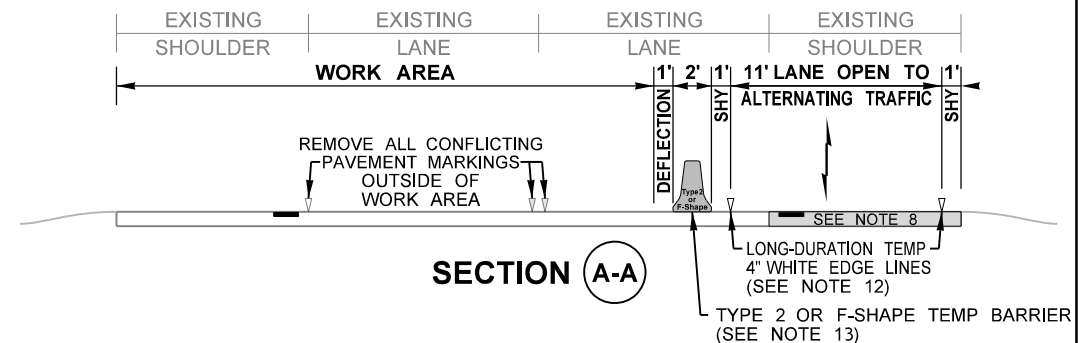 EXISTING EXISTING EXISTING EXISTING
SHOULDER LANE LANE SHOULDER
WORK AREA 1' 2' 1' 11' LANE OPEN TO 1'
ALTERNATING TRAFFIC
DEFLECTION
SHY
SHY
REMOVE ALL CONFLICTING
PAVEMENT MARKINGS
OUTSIDE OF
WORK AREA
Type2
or
F-Shape
SEE NOTE 8
LONG-DURATION TEMP
4" WHITE EDGE LINES
(SEE NOTE 12)
SECTION A-A
TYPE 2 OR F-SHAPE TEMP BARRIER
(SEE NOTE 13)